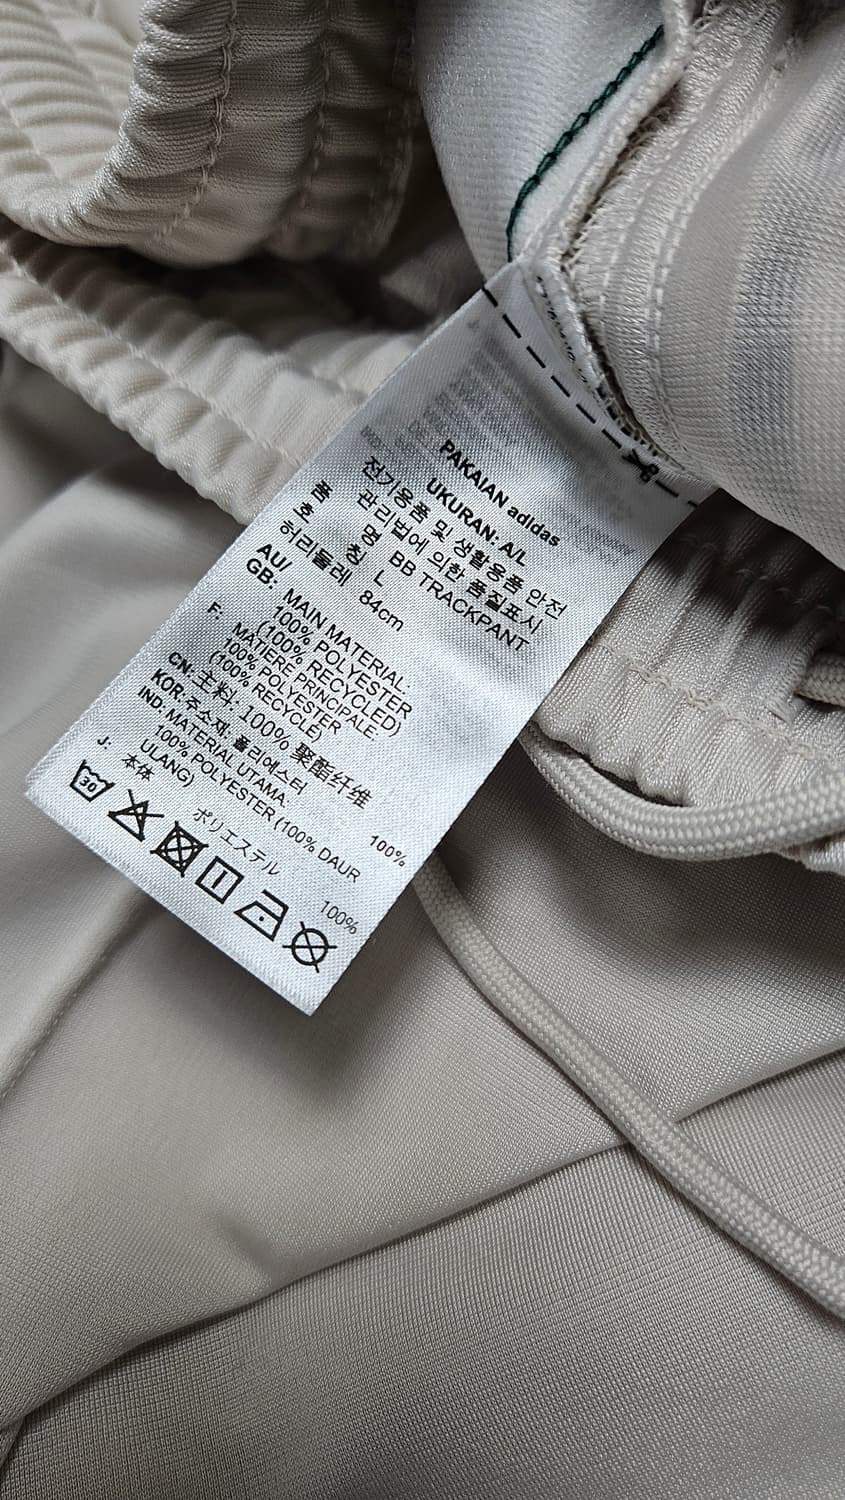 PAKAIAN adidas
UKURAN: A/L
전기용품 및 생활용품 안전
관리법에 의한 품질표시
품 명 BB TRACKPANT
호 칭 L
허리둘레 84cm
AU/
GB: MAIN MATERIAL:
100% POLYESTER
(100% RECYCLED)
F: MATIÈRE PRINCIPALE:
100% POLYESTER
(100% RECYCLÉ)
CN: 主料: 100% 聚酯纤维
KOR: 주소재: 폴리에스터 100%
IND: MATERIAL UTAMA:
100% POLYESTER (100% DAUR
ULANG)
J: 本体
ポリエステル 100%
30